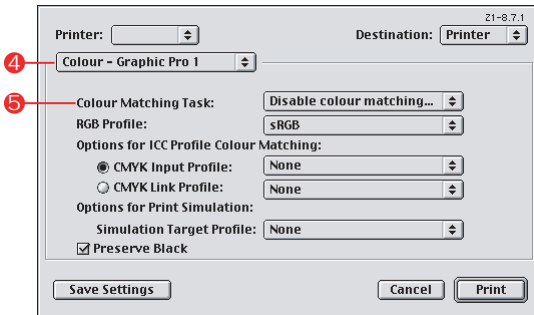 Z1-8.7.1
Printer: Destination: Printer
4 Colour - Graphic Pro 1
5 Colour Matching Task: Disable colour matching...
RGB Profile: sRGB
Options for ICC Profile Colour Matching:
CMYK Input Profile: None
CMYK Link Profile: None
Options for Print Simulation:
Simulation Target Profile: None
Preserve Black
Save Settings Cancel Print